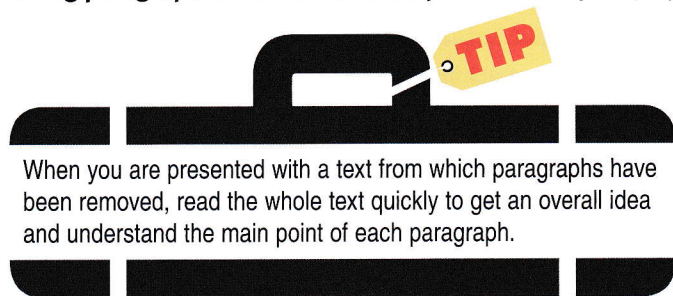 TIP
When you are presented with a text from which paragraphs have
been removed, read the whole text quickly to get an overall idea
and understand the main point of each paragraph.